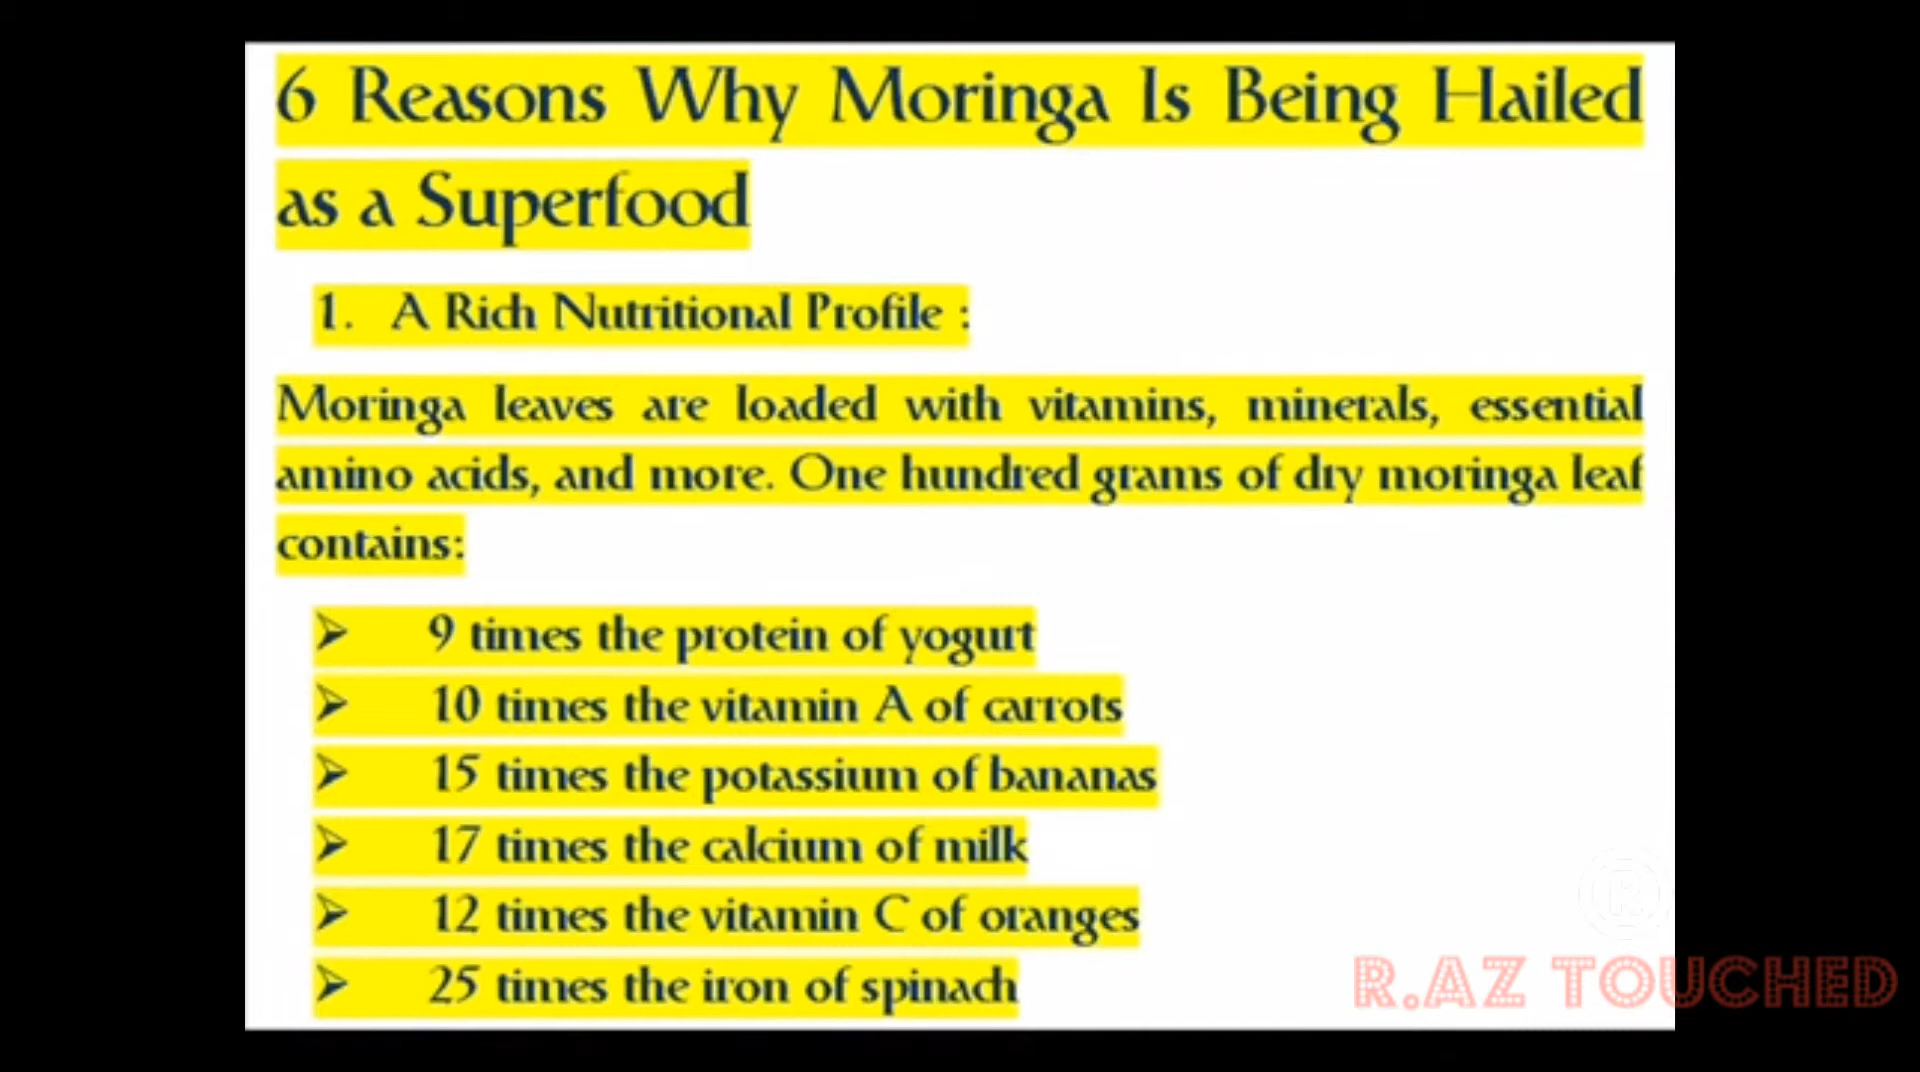 6 Reasons Why Moringa Is Being Hailed
as a Superfood
1. A Rich Nutritional Profile :
Moringa leaves are loaded with vitamins, minerals, essential
amino acids, and more. One hundred grams of dry moringa leaf
contains:
➢ 9 times the protein of yogurt
➢ 10 times the vitamin A of carrots
➢ 15 times the potassium of bananas
➢ 17 times the calcium of milk
➢ 12 times the vitamin C of oranges
➢ 25 times the iron of spinach
®
R.AZ TOUCHED